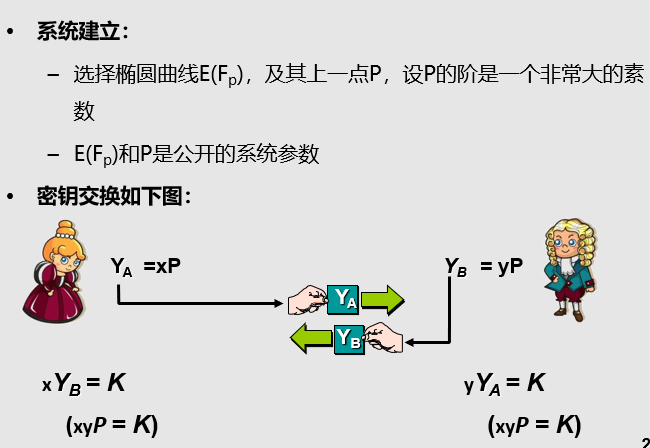 • 系统建立：
– 选择椭圆曲线E(Fp)，及其上一点P，设P的阶是一个非常大的素
数
– E(Fp)和P是公开的系统参数
• 密钥交换如下图：
YA =xP YB = yP
YA
YB
xYB = K yYA = K
(xyP = K) (xyP = K)
2